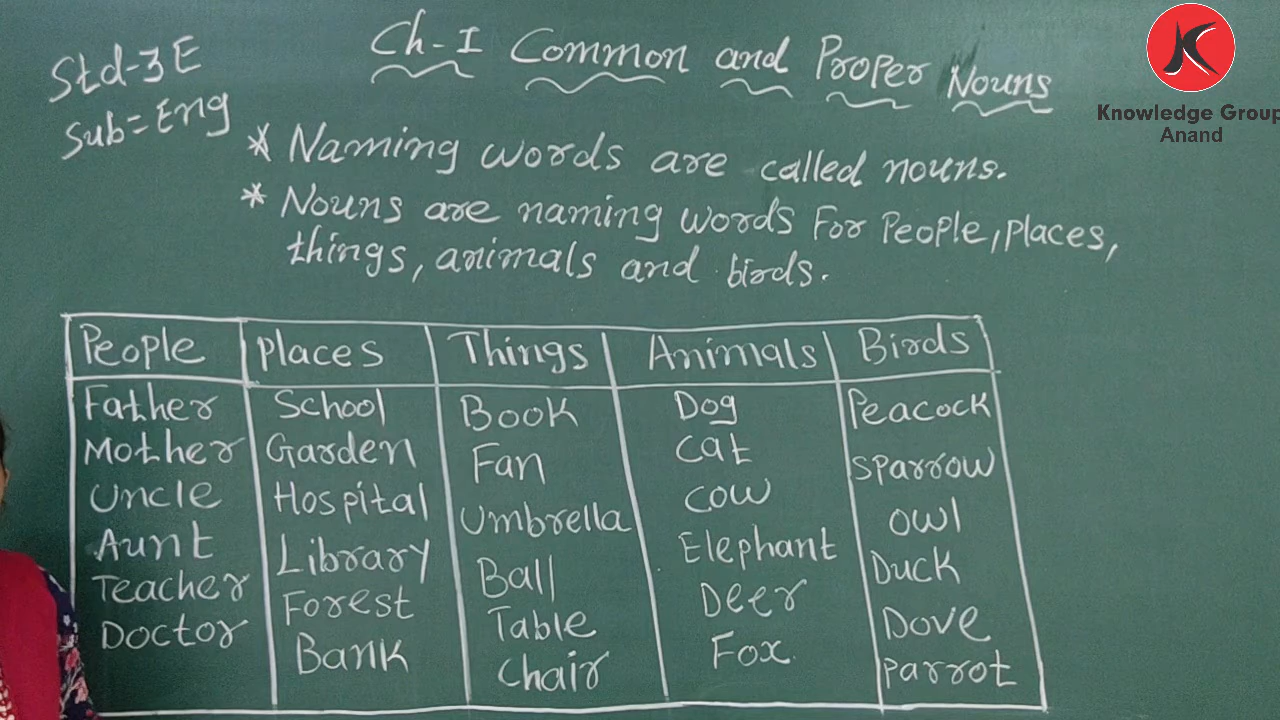 Std-3E
Sub=Eng
Ch-I Common and Proper Nouns
Knowledge Group
Anand
* Naming words are called nouns.
* Nouns are naming words for people, places,
things, animals and birds.
People Places Things Animals Birds
Father School Book Dog Peacock
Mother Garden Fan Cat Sparrow
Uncle Hospital Umbrella Cow Owl
Aunt Library Ball Elephant Duck
Teacher Forest Table Deer Dove
Doctor Bank Chair Fox Parrot